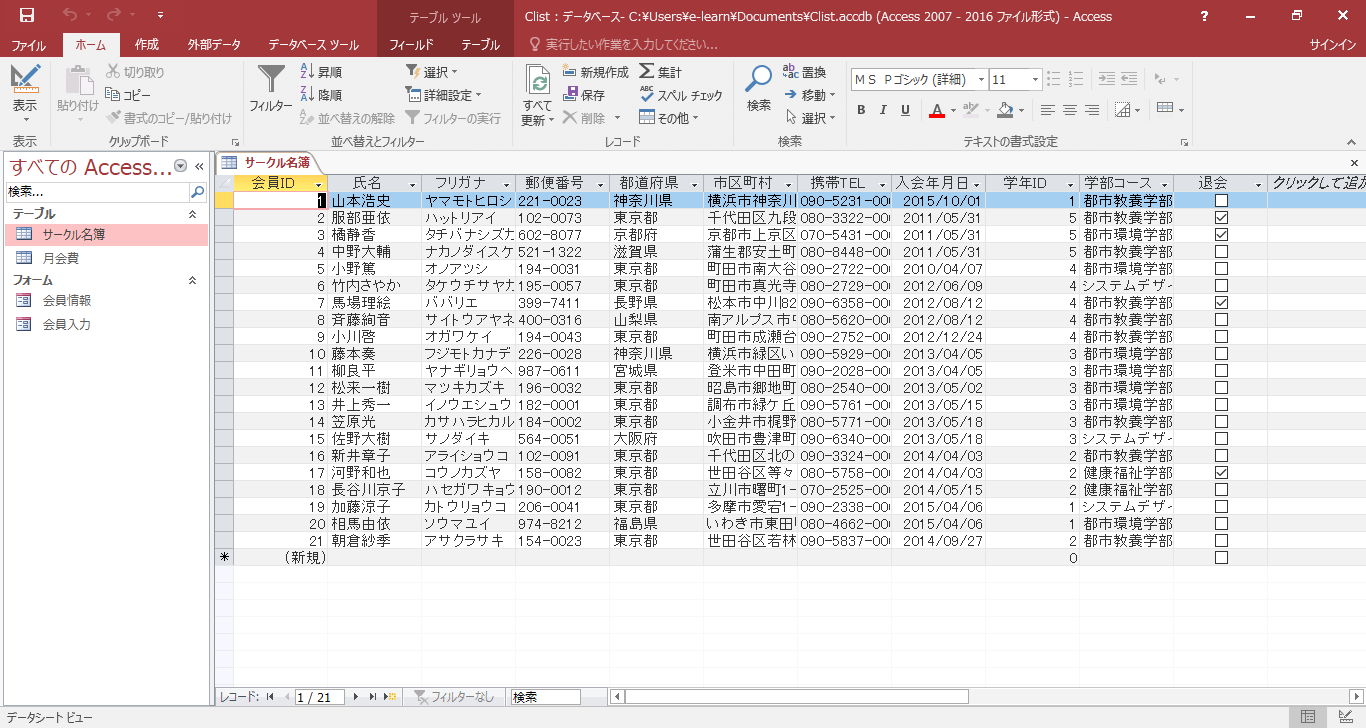 Clist : データベース- C:¥Users¥e-learn¥Documents¥Clist.accdb (Access 2007 - 2016 ファイル形式) - Access
テーブル ツール
サインイン
ファイル ホーム 作成 外部データ データベース ツール フィールド テーブル 実行したい作業を入力してください...
表示 貼り付け 切り取り コピー 書式のコピー/貼り付け
フィルター 昇順 降順 並べ替えの解除 選択 詳細設定 フィルターの実行
すべて更新 新規作成 保存 削除 集計 スペル チェック その他
検索 置換 移動 選択
MS Pゴシック (詳細) 11
B I U A
表示 クリップボード 並べ替えとフィルター レコード 検索 テキストの書式設定
すべての Access...
検索...
テーブル
サークル名簿
月会費
フォーム
会員情報
会員入力
サークル名簿
会員ID 氏名 フリガナ 郵便番号 都道府県 市区町村 携帯TEL 入会年月日 学年ID 学部コース 退会 クリックして追加
1 山本浩史 ヤマモトヒロシ 221-0023 神奈川県 横浜市神奈川 090-5231-00 2015/10/01 1 都市教養学部
2 服部亜依 ハットリアイ 102-0073 東京都 千代田区九段 080-3322-00 2011/05/31 5 都市教養学部
3 橘静香 タチバナシズカ 602-8077 京都府 京都市上京区 070-5431-00 2011/05/31 5 都市環境学部
4 中野大輔 ナカノダイスケ 521-1322 滋賀県 蒲生郡安土町 080-8448-00 2011/05/31 5 都市教養学部
5 小野篤 オノアツシ 194-0031 東京都 町田市南大谷 090-2722-00 2010/04/07 4 都市環境学部
6 竹内さやか タケウチサヤカ 195-0057 東京都 町田市真光寺 080-2729-00 2012/06/09 4 システムデザイ
7 馬場理絵 ババリエ 399-7411 長野県 松本市中川82 090-6358-00 2012/08/12 4 都市教養学部
8 斉藤絢音 サイトウアヤネ 400-0316 山梨県 南アルプス市 080-5620-00 2012/08/12 4 都市環境学部
9 小川啓 オガワケイ 194-0043 東京都 町田市成瀬台 090-2752-00 2012/12/24 4 都市教養学部
10 藤本奏 フジモトカナデ 226-0028 神奈川県 横浜市緑区い 090-5929-00 2013/04/05 3 都市環境学部
11 柳良平 ヤナギリョウヘ 987-0611 宮城県 登米市中田町 090-2028-00 2013/04/05 3 都市環境学部
12 松来一樹 マツキカズキ 196-0032 東京都 昭島市郷地町 080-2540-00 2013/05/02 3 都市環境学部
13 井上秀一 イノウエシュウ 182-0001 東京都 調布市緑ケ丘 090-5761-00 2013/05/15 3 都市環境学部
14 笠原光 カサハラヒカル 184-0002 東京都 小金井市梶野 080-5771-00 2013/05/18 3 都市教養学部
15 佐野大樹 サノダイキ 564-0051 大阪府 吹田市豊津町 090-6340-00 2013/05/18 3 システムデザイ
16 新井章子 アライショウコ 102-0091 東京都 千代田区北の 090-3324-00 2014/04/03 2 都市教養学部
17 河野和也 コウノカズヤ 158-0082 東京都 世田谷区等々 080-5758-00 2014/04/03 2 健康福祉学部
18 長谷川京子 ハセガワキョウ 190-0012 東京都 立川市曙町1- 070-2525-00 2014/05/15 2 健康福祉学部
19 加藤涼子 カトウリョウコ 206-0041 東京都 多摩市愛宕1- 090-2338-00 2015/04/06 1 システムデザイ
20 相馬由依 ソウマユイ 974-8212 福島県 いわき市東田 080-4662-00 2015/04/06 1 都市環境学部
21 朝倉紗季 アサクラサキ 154-0023 東京都 世田谷区若林 090-5837-00 2014/09/27 2 都市教養学部
* (新規) 0
レコード: 1 / 21 フィルターなし 検索
データシート ビュー